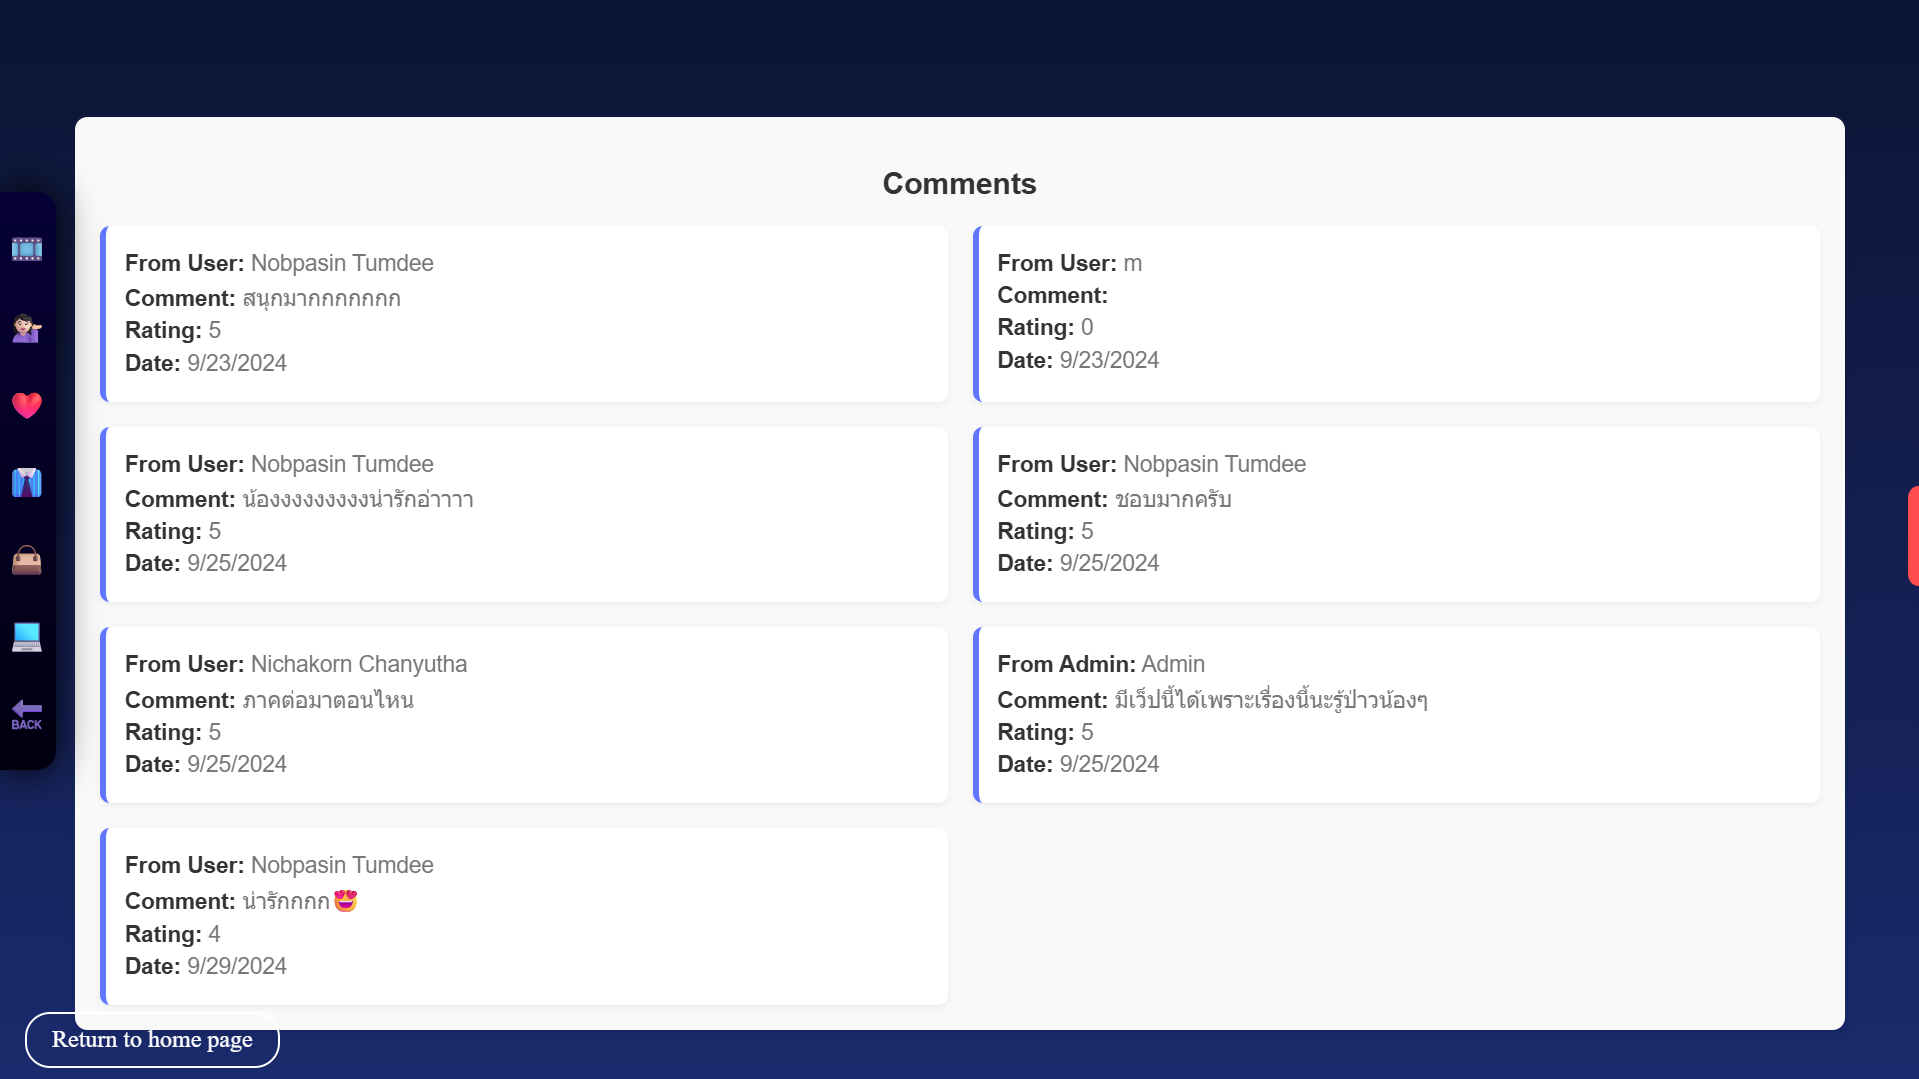 Comments
From User: Nobpasin Tumdee
Comment: สนุกมากกกกกกก
Rating: 5
Date: 9/23/2024
From User: m
Comment:
Rating: 0
Date: 9/23/2024
From User: Nobpasin Tumdee
Comment: น้องงงงงงงงงน่ารักอ่าาาา
Rating: 5
Date: 9/25/2024
From User: Nobpasin Tumdee
Comment: ชอบมากครับ
Rating: 5
Date: 9/25/2024
From User: Nichakorn Chanyutha
Comment: ภาคต่อมาตอนไหน
Rating: 5
Date: 9/25/2024
From Admin: Admin
Comment: มีเว็ปนี้ได้เพราะเรื่องนี้นะรู้ป่าวน้องๆ
Rating: 5
Date: 9/25/2024
From User: Nobpasin Tumdee
Comment: น่ารักกกก😍
Rating: 4
Date: 9/29/2024
BACK
Return to home page